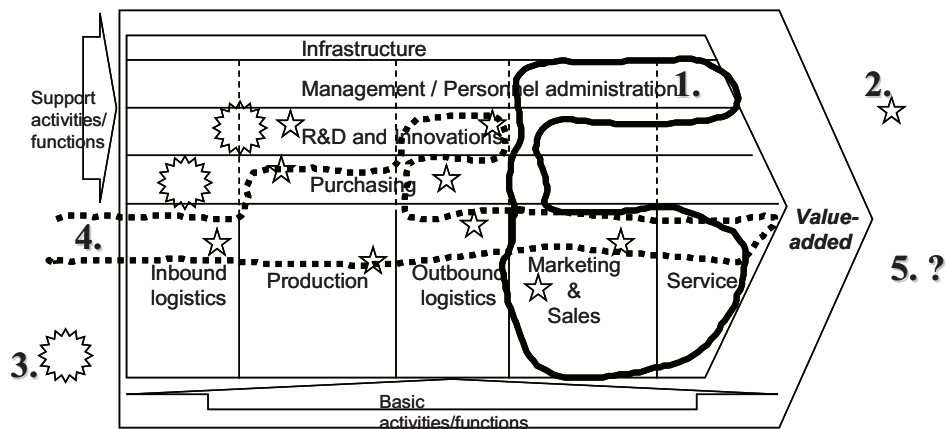 Infrastructure
Management / Personnel administration
1.
2.
Support
activities/
functions
R&D and Innovations
Purchasing
4.
Value-
added
5. ?
Inbound
logistics
Production
Outbound
logistics
Marketing
&
Sales
Service
3.
Basic
activities/functions